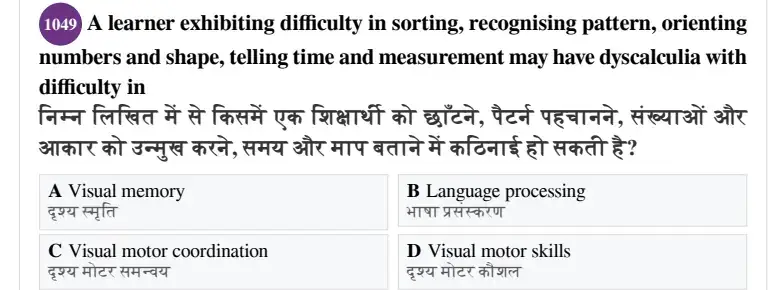 1049 A learner exhibiting difficulty in sorting, recognising pattern, orienting
numbers and shape, telling time and measurement may have dyscalculia with
difficulty in
निम्न लिखित में से किसमें एक शिक्षार्थी को छाँटने, पैटर्न पहचानने, संख्याओं और
आकार को उन्मुख करने, समय और माप बताने में कठिनाई हो सकती है?
A Visual memory
दृश्य स्मृति
B Language processing
भाषा प्रसंस्करण
C Visual motor coordination
दृश्य मोटर समन्वय
D Visual motor skills
दृश्य मोटर कौशल